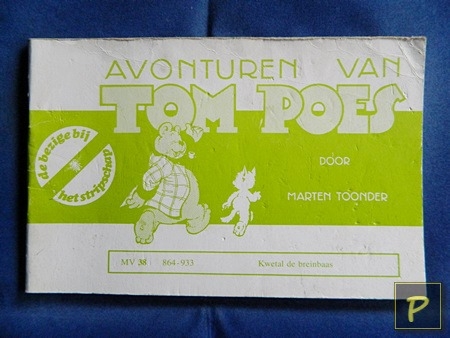 AVONTUREN VAN
TOM POES
de bezige bij
het stripschap
DOOR
MARTEN TOONDER
MV 38 864-933 Kwetal de breinbaas
P